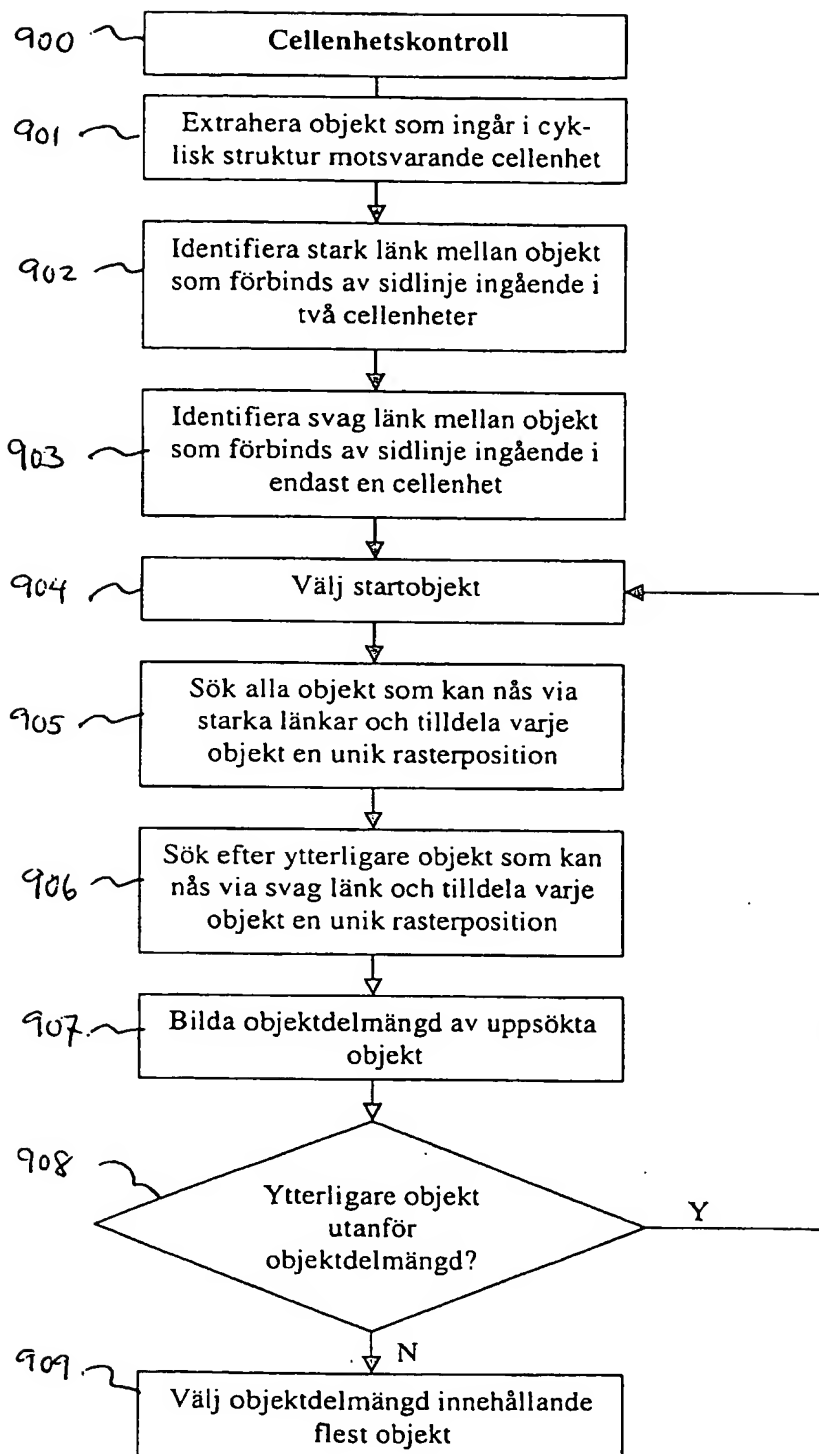 900
Cellenhetskontroll
901
Extrahera objekt som ingår i cyk-
lisk struktur motsvarande cellenhet
902
Identifiera stark länk mellan objekt
som förbinds av sidlinje ingående i
två cellenheter
903
Identifiera svag länk mellan objekt
som förbinds av sidlinje ingående i
endast en cellenhet
904
Välj startobjekt
905
Sök alla objekt som kan nås via
starka länkar och tilldela varje
objekt en unik rasterposition
906
Sök efter ytterligare objekt som kan
nås via svag länk och tilldela varje
objekt en unik rasterposition
907
Bilda objektdelmängd av uppsökta
objekt
908
Ytterligare objekt
utanför
objektdelmängd?
Y
N
909
Välj objektdelmängd innehållande
flest objekt